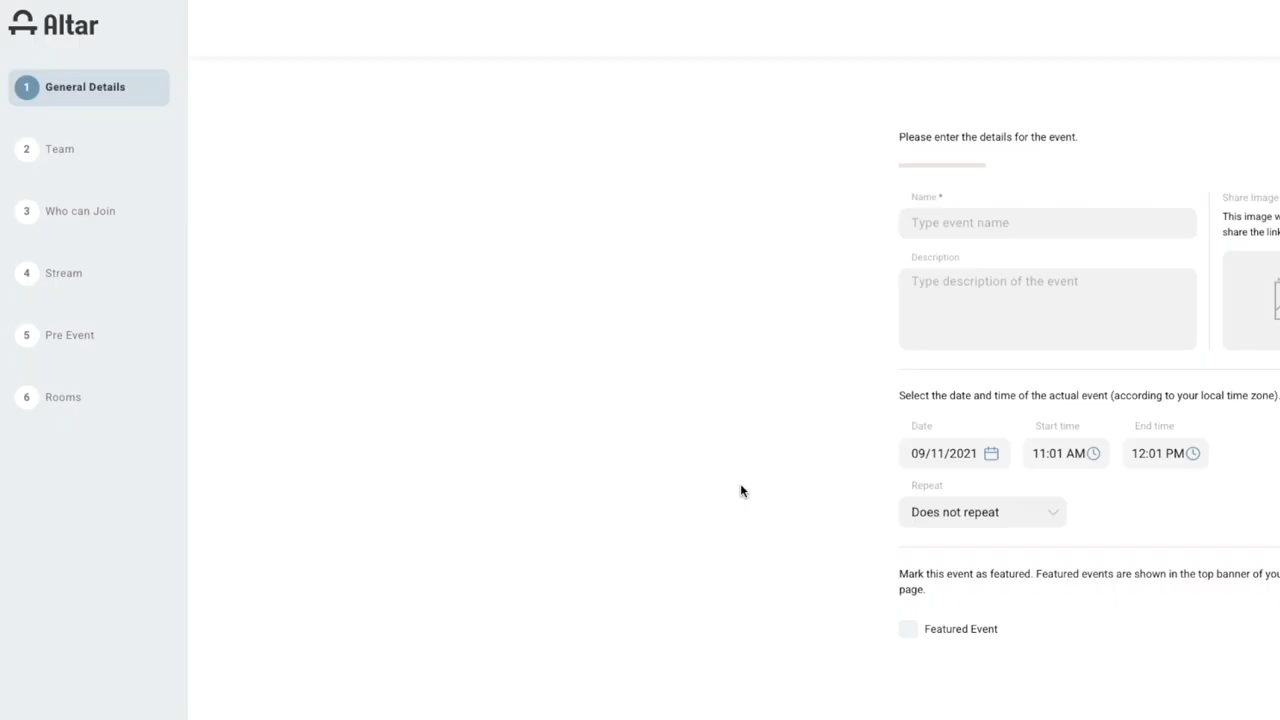 Altar
1 General Details
2 Team
3 Who can Join
4 Stream
5 Pre Event
6 Rooms
Please enter the details for the event.
Name *
Type event name
Description
Type description of the event
Share Image
This image w
share the link
Select the date and time of the actual event (according to your local time zone).
Date
Start time
End time
09/11/2021
11:01 AM
12:01 PM
Repeat
Does not repeat
Mark this event as featured. Featured events are shown in the top banner of you
page.
Featured Event